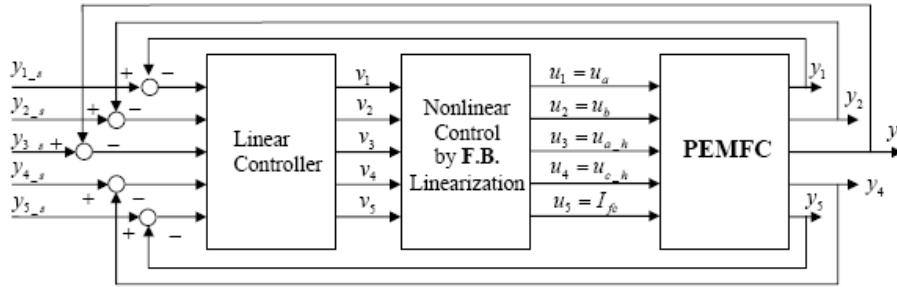 y1_s
y2_s
y3_s
y4_s
y5_s
+ −
+ −
+ −
+ −
+ −
Linear
Controller
v1
v2
v3
v4
v5
Nonlinear
Control
by F.B.
Linearization
u1 = ua
u2 = ub
u3 = ua_h
u4 = uc_h
u5 = Ifc
PEMFC
y1
y2
y
y4
y5